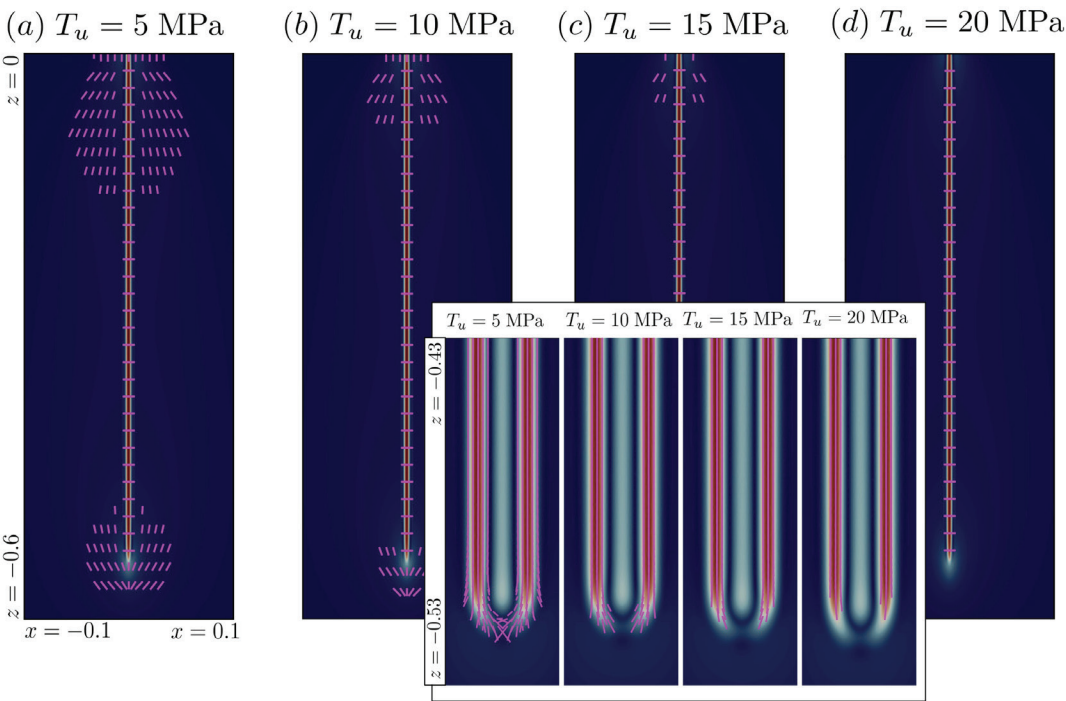 (a) T_u = 5 MPa
(b) T_u = 10 MPa
(c) T_u = 15 MPa
(d) T_u = 20 MPa
z = 0
z = −0.6
x = −0.1
x = 0.1
T_u = 5 MPa
T_u = 10 MPa
T_u = 15 MPa
T_u = 20 MPa
z = −0.43
z = −0.53